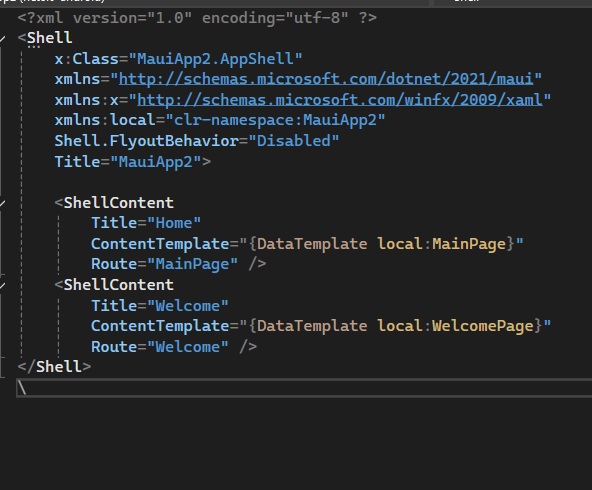 <?xml version="1.0" encoding="utf-8" ?>
<Shell
x:Class="MauiApp2.AppShell"
xmlns="http://schemas.microsoft.com/dotnet/2021/maui"
xmlns:x="http://schemas.microsoft.com/winfx/2009/xaml"
xmlns:local="clr-namespace:MauiApp2"
Shell.FlyoutBehavior="Disabled"
Title="MauiApp2">
<ShellContent
Title="Home"
ContentTemplate="{DataTemplate local:MainPage}"
Route="MainPage" />
<ShellContent
Title="Welcome"
ContentTemplate="{DataTemplate local:WelcomePage}"
Route="Welcome" />
</Shell>
\